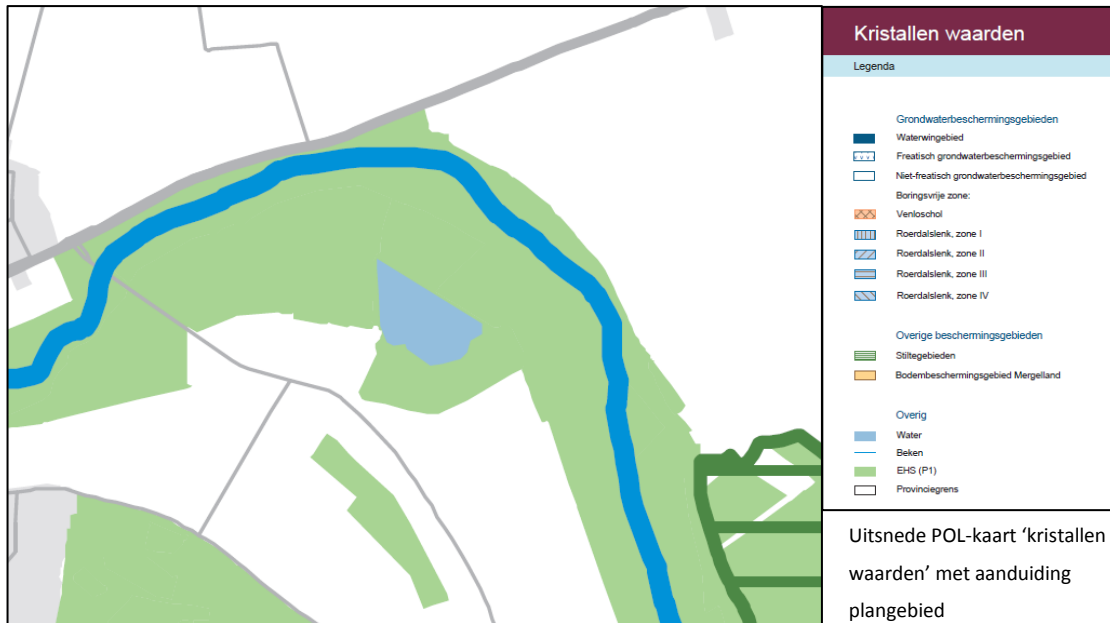 Kristallen waarden
Legenda
Grondwaterbeschermingsgebieden
Waterwingebied
Freatisch grondwaterbeschermingsgebied
Niet-freatisch grondwaterbeschermingsgebied
Boringsvrije zone:
Venloschol
Roerdalslenk, zone I
Roerdalslenk, zone II
Roerdalslenk, zone III
Roerdalslenk, zone IV
Overige beschermingsgebieden
Stiltegebieden
Bodembeschermingsgebied Mergelland
Overig
Water
Beken
EHS (P1)
Provinciegrens
Uitsnede POL-kaart ‘kristallen
waarden’ met aanduiding
plangebied